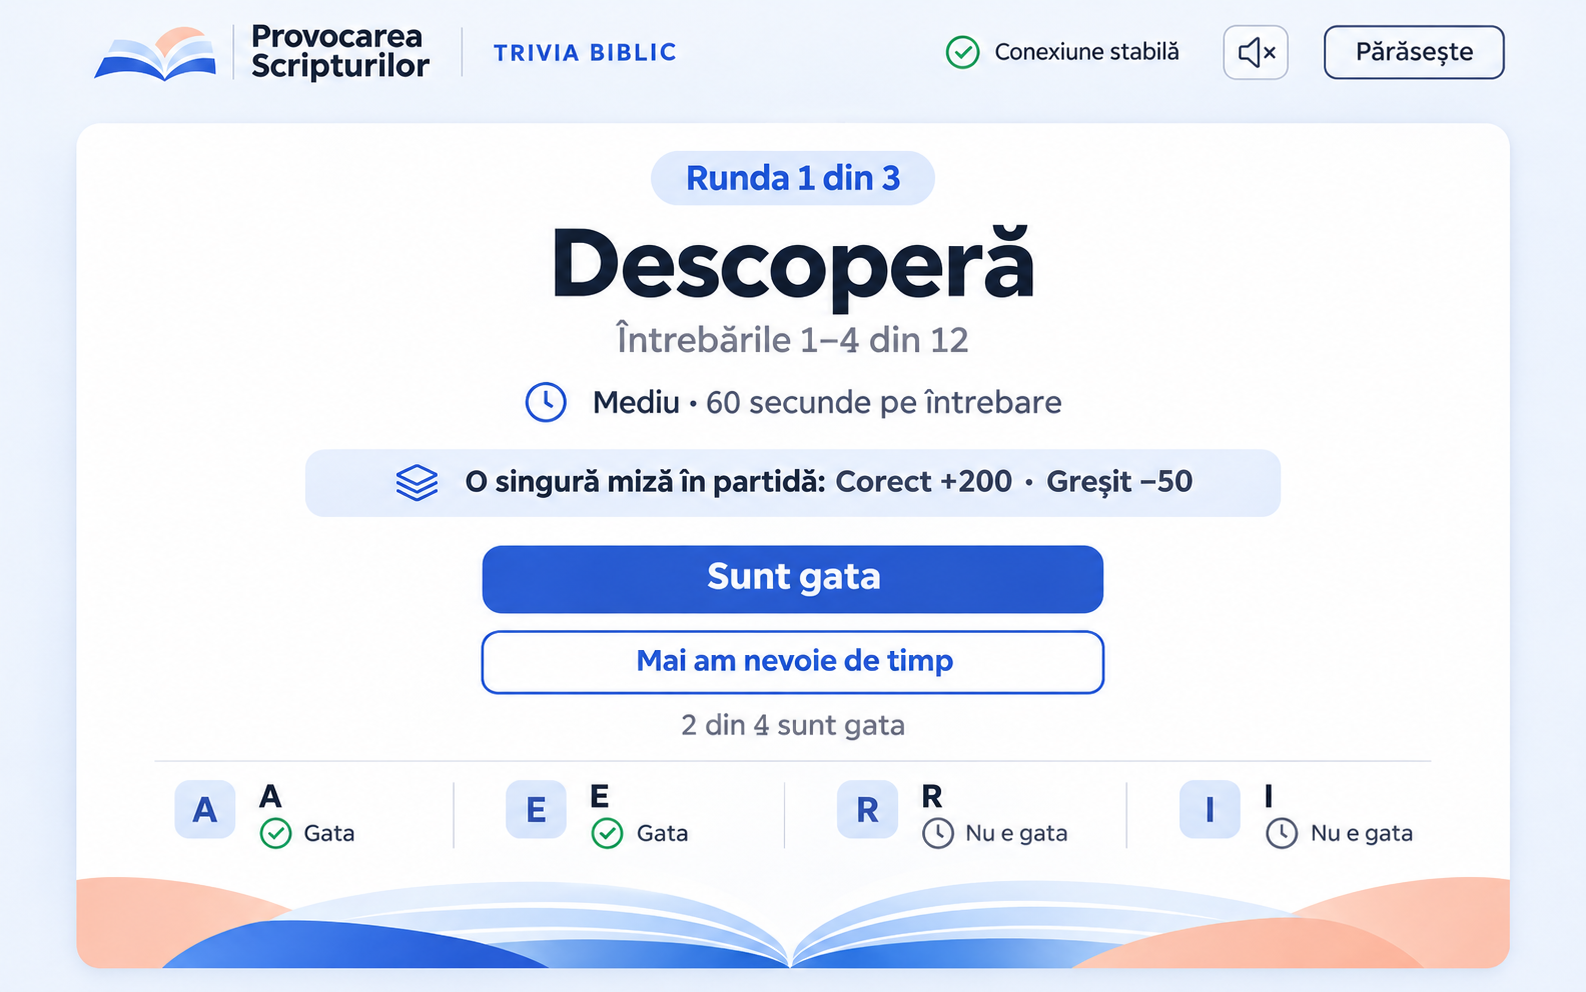 Provocarea
Scripturilor
TRIVIA BIBLIC
Conexiune stabilă
Părăsește
Runda 1 din 3
Descoperă
Întrebările 1–4 din 12
Mediu • 60 secunde pe întrebare
O singură miză în partidă: Corect +200 • Greșit −50
Sunt gata
Mai am nevoie de timp
2 din 4 sunt gata
A
A
Gata
E
E
Gata
R
R
Nu e gata
I
I
Nu e gata